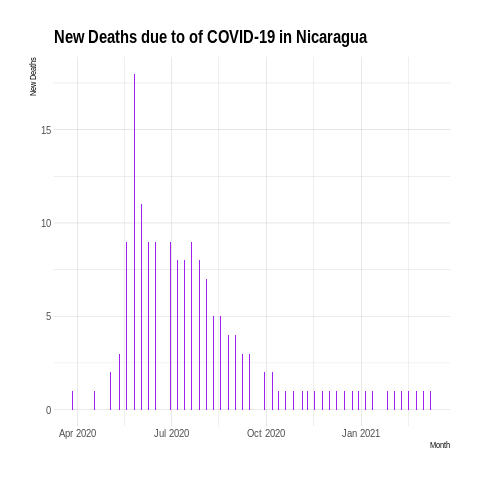 New Deaths due to of COVID-19 in Nicaragua
New Deaths
15
10
5
0
Apr 2020 Jul 2020 Oct 2020 Jan 2021
Month